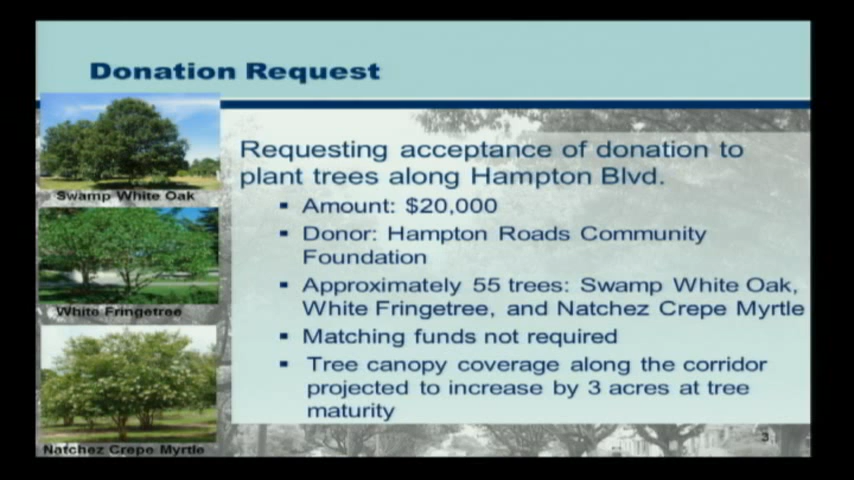 Donation Request
Swamp White Oak
White Fringetree
Natchez Crepe Myrtle
Requesting acceptance of donation to
plant trees along Hampton Blvd.
▪ Amount: $20,000
▪ Donor: Hampton Roads Community
Foundation
▪ Approximately 55 trees: Swamp White Oak,
White Fringetree, and Natchez Crepe Myrtle
▪ Matching funds not required
▪ Tree canopy coverage along the corridor
projected to increase by 3 acres at tree
maturity
3